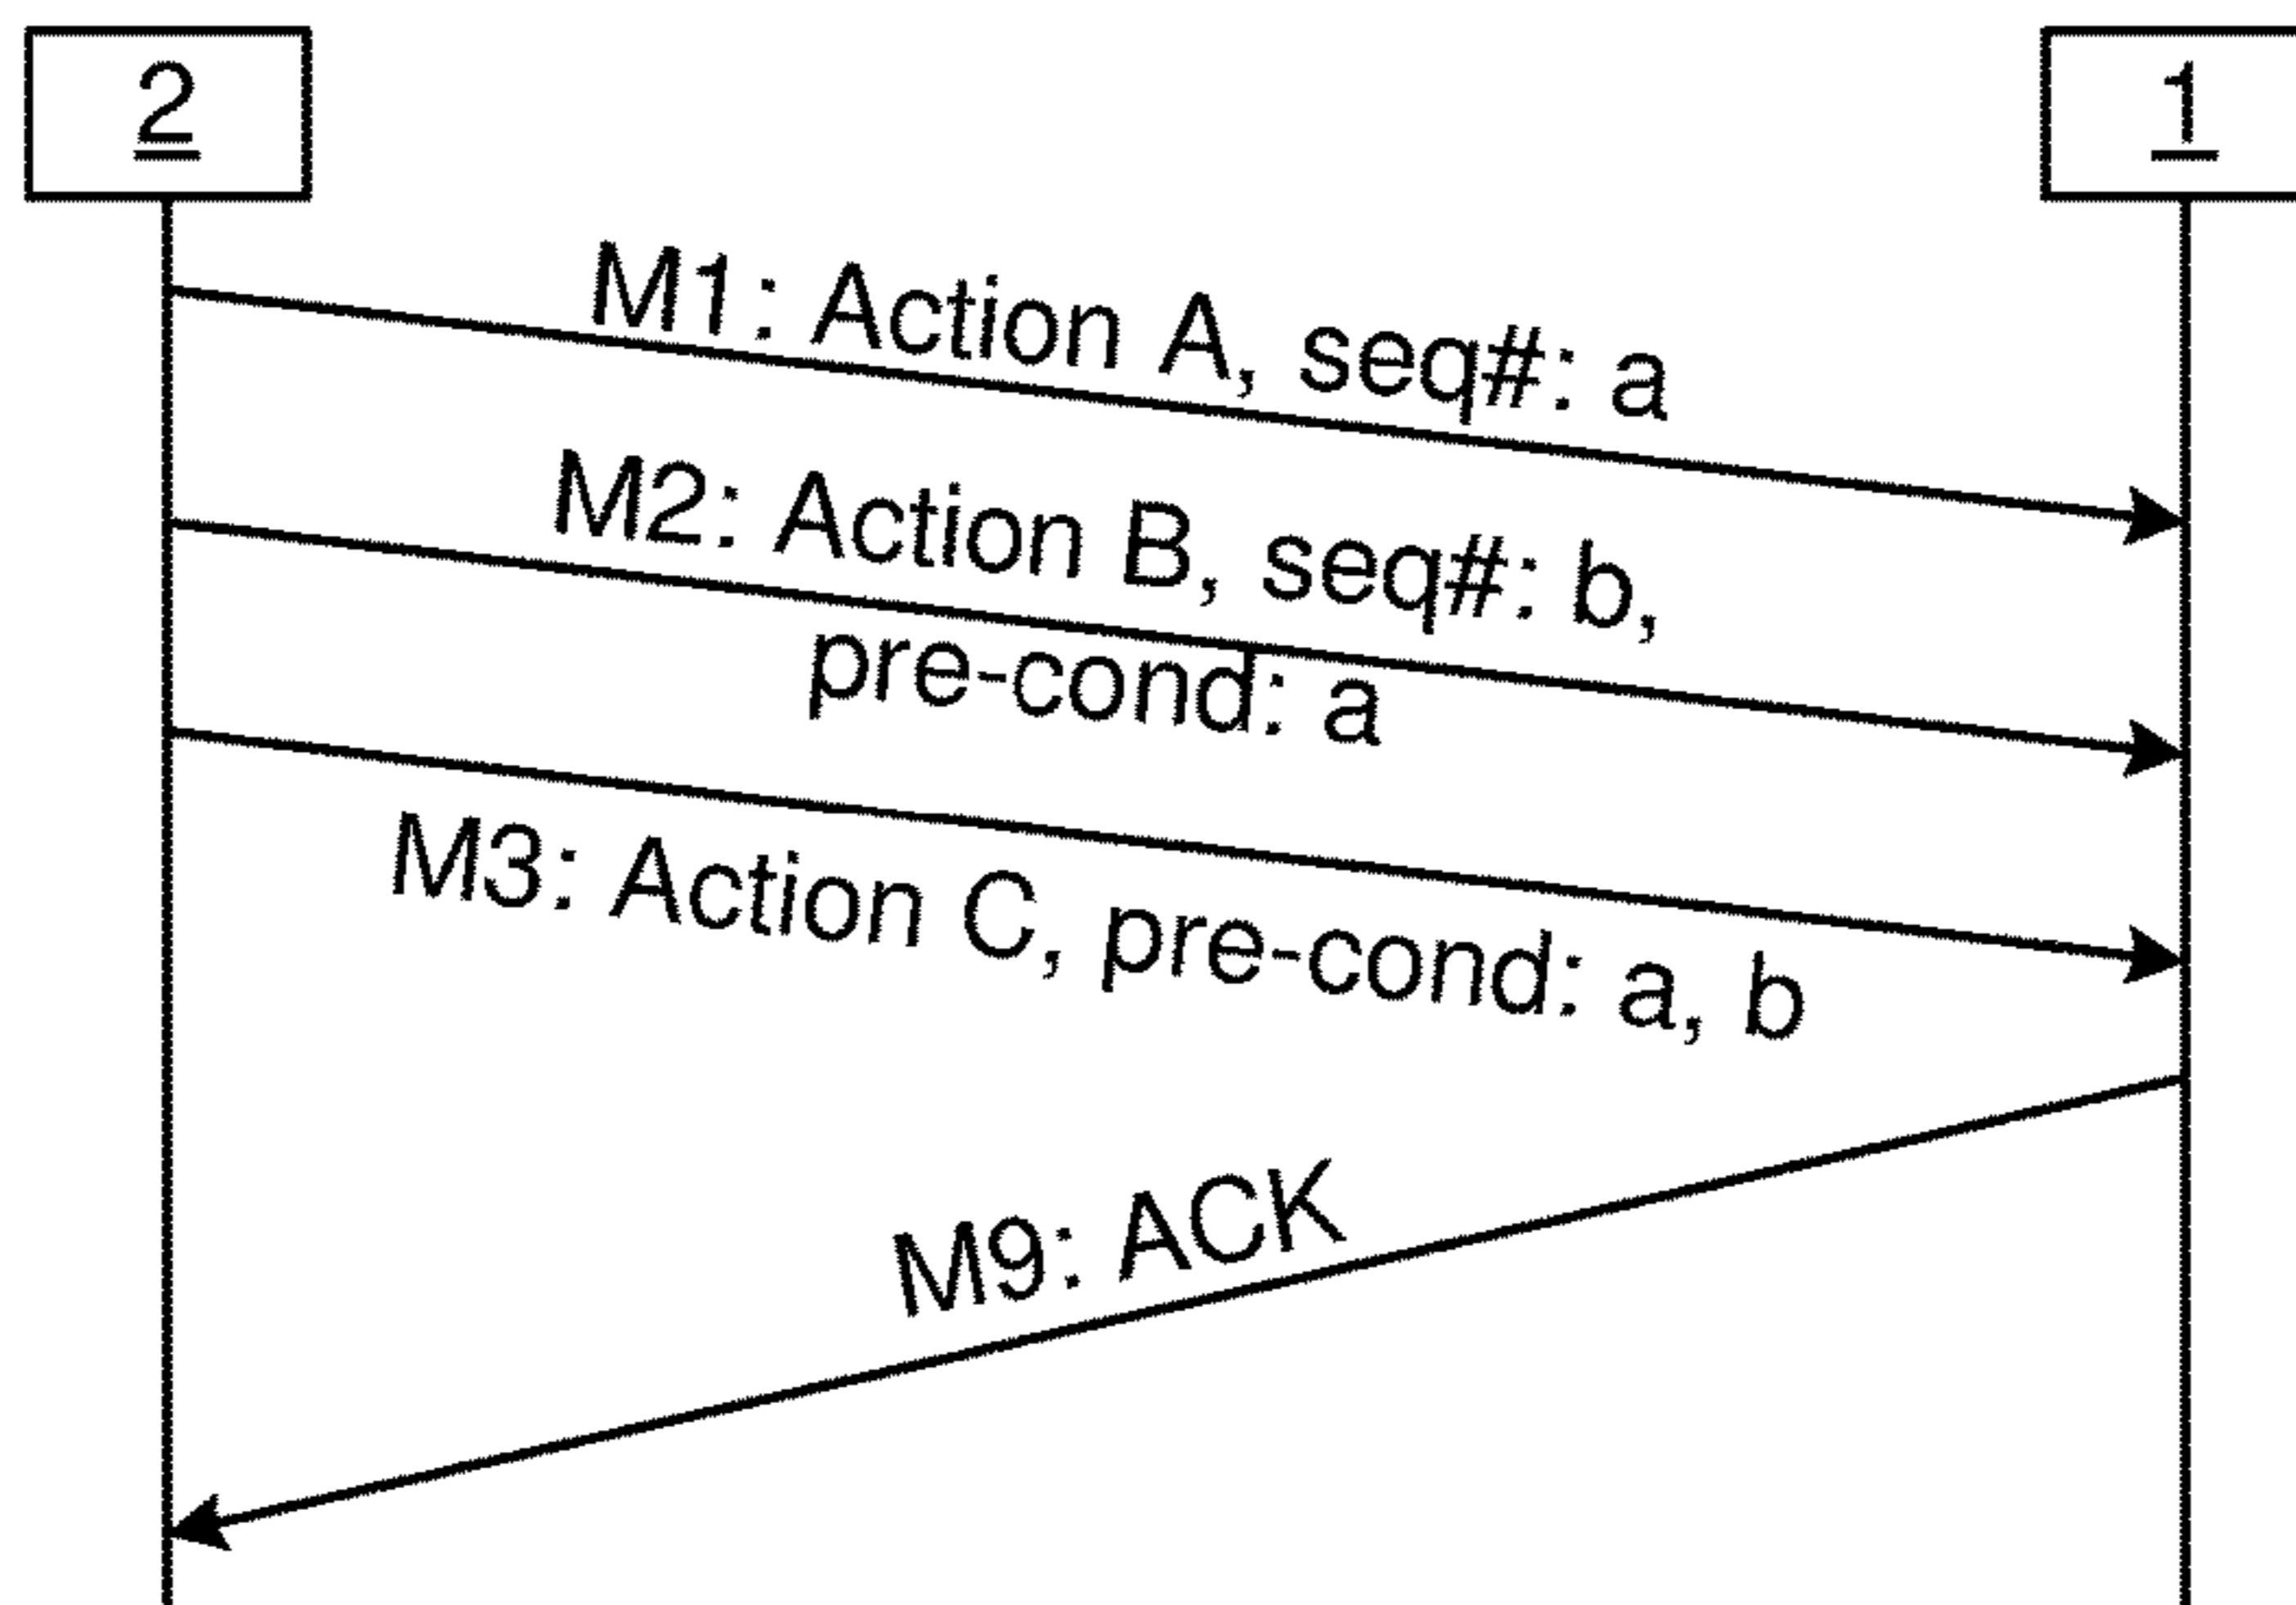 2
1
M1: Action A, seq#: a
M2: Action B, seq#: b,
pre-cond: a
M3: Action C, pre-cond: a, b
M9: ACK